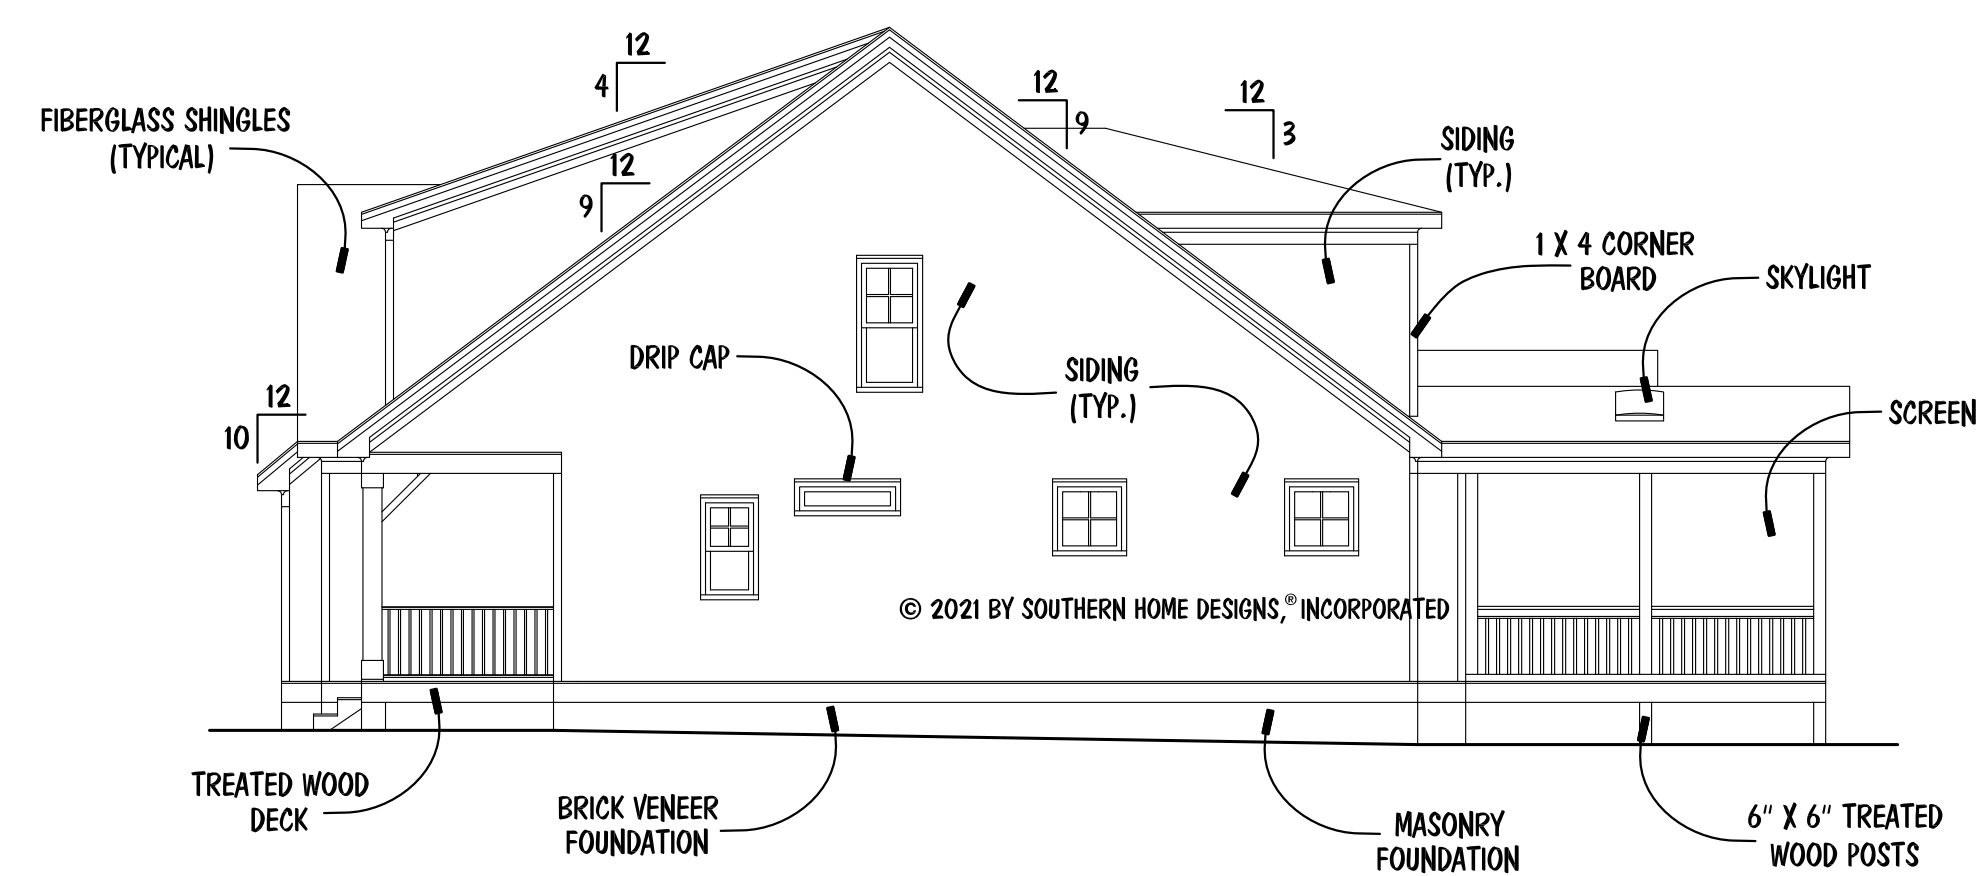 12
4
12
9
12
3
FIBERGLASS SHINGLES
(TYPICAL)
SIDING
(TYP.)
12
9
1 X 4 CORNER
BOARD
SKYLIGHT
DRIP CAP
SIDING
(TYP.)
12
10
SCREEN
© 2021 BY SOUTHERN HOME DESIGNS,® INCORPORATED
TREATED WOOD
DECK
BRICK VENEER
FOUNDATION
MASONRY
FOUNDATION
6" X 6" TREATED
WOOD POSTS